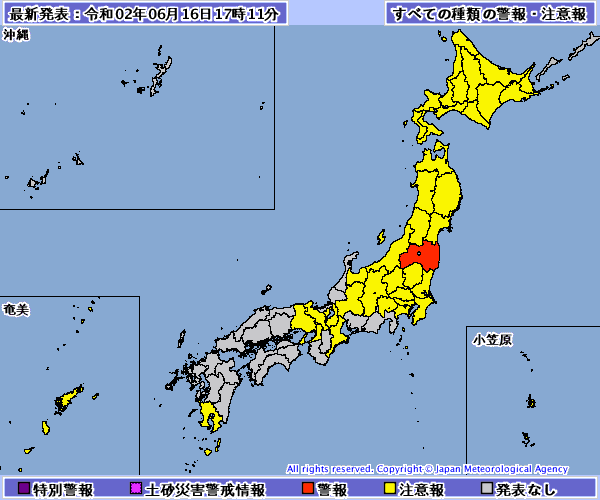 最新発表：令和02年06月16日17時11分
すべての種類の警報・注意報
沖縄
奄美
小笠原
All rights reserved. Copyright © Japan Meteorological Agency
特別警報
土砂災害警戒情報
警報
注意報
発表なし